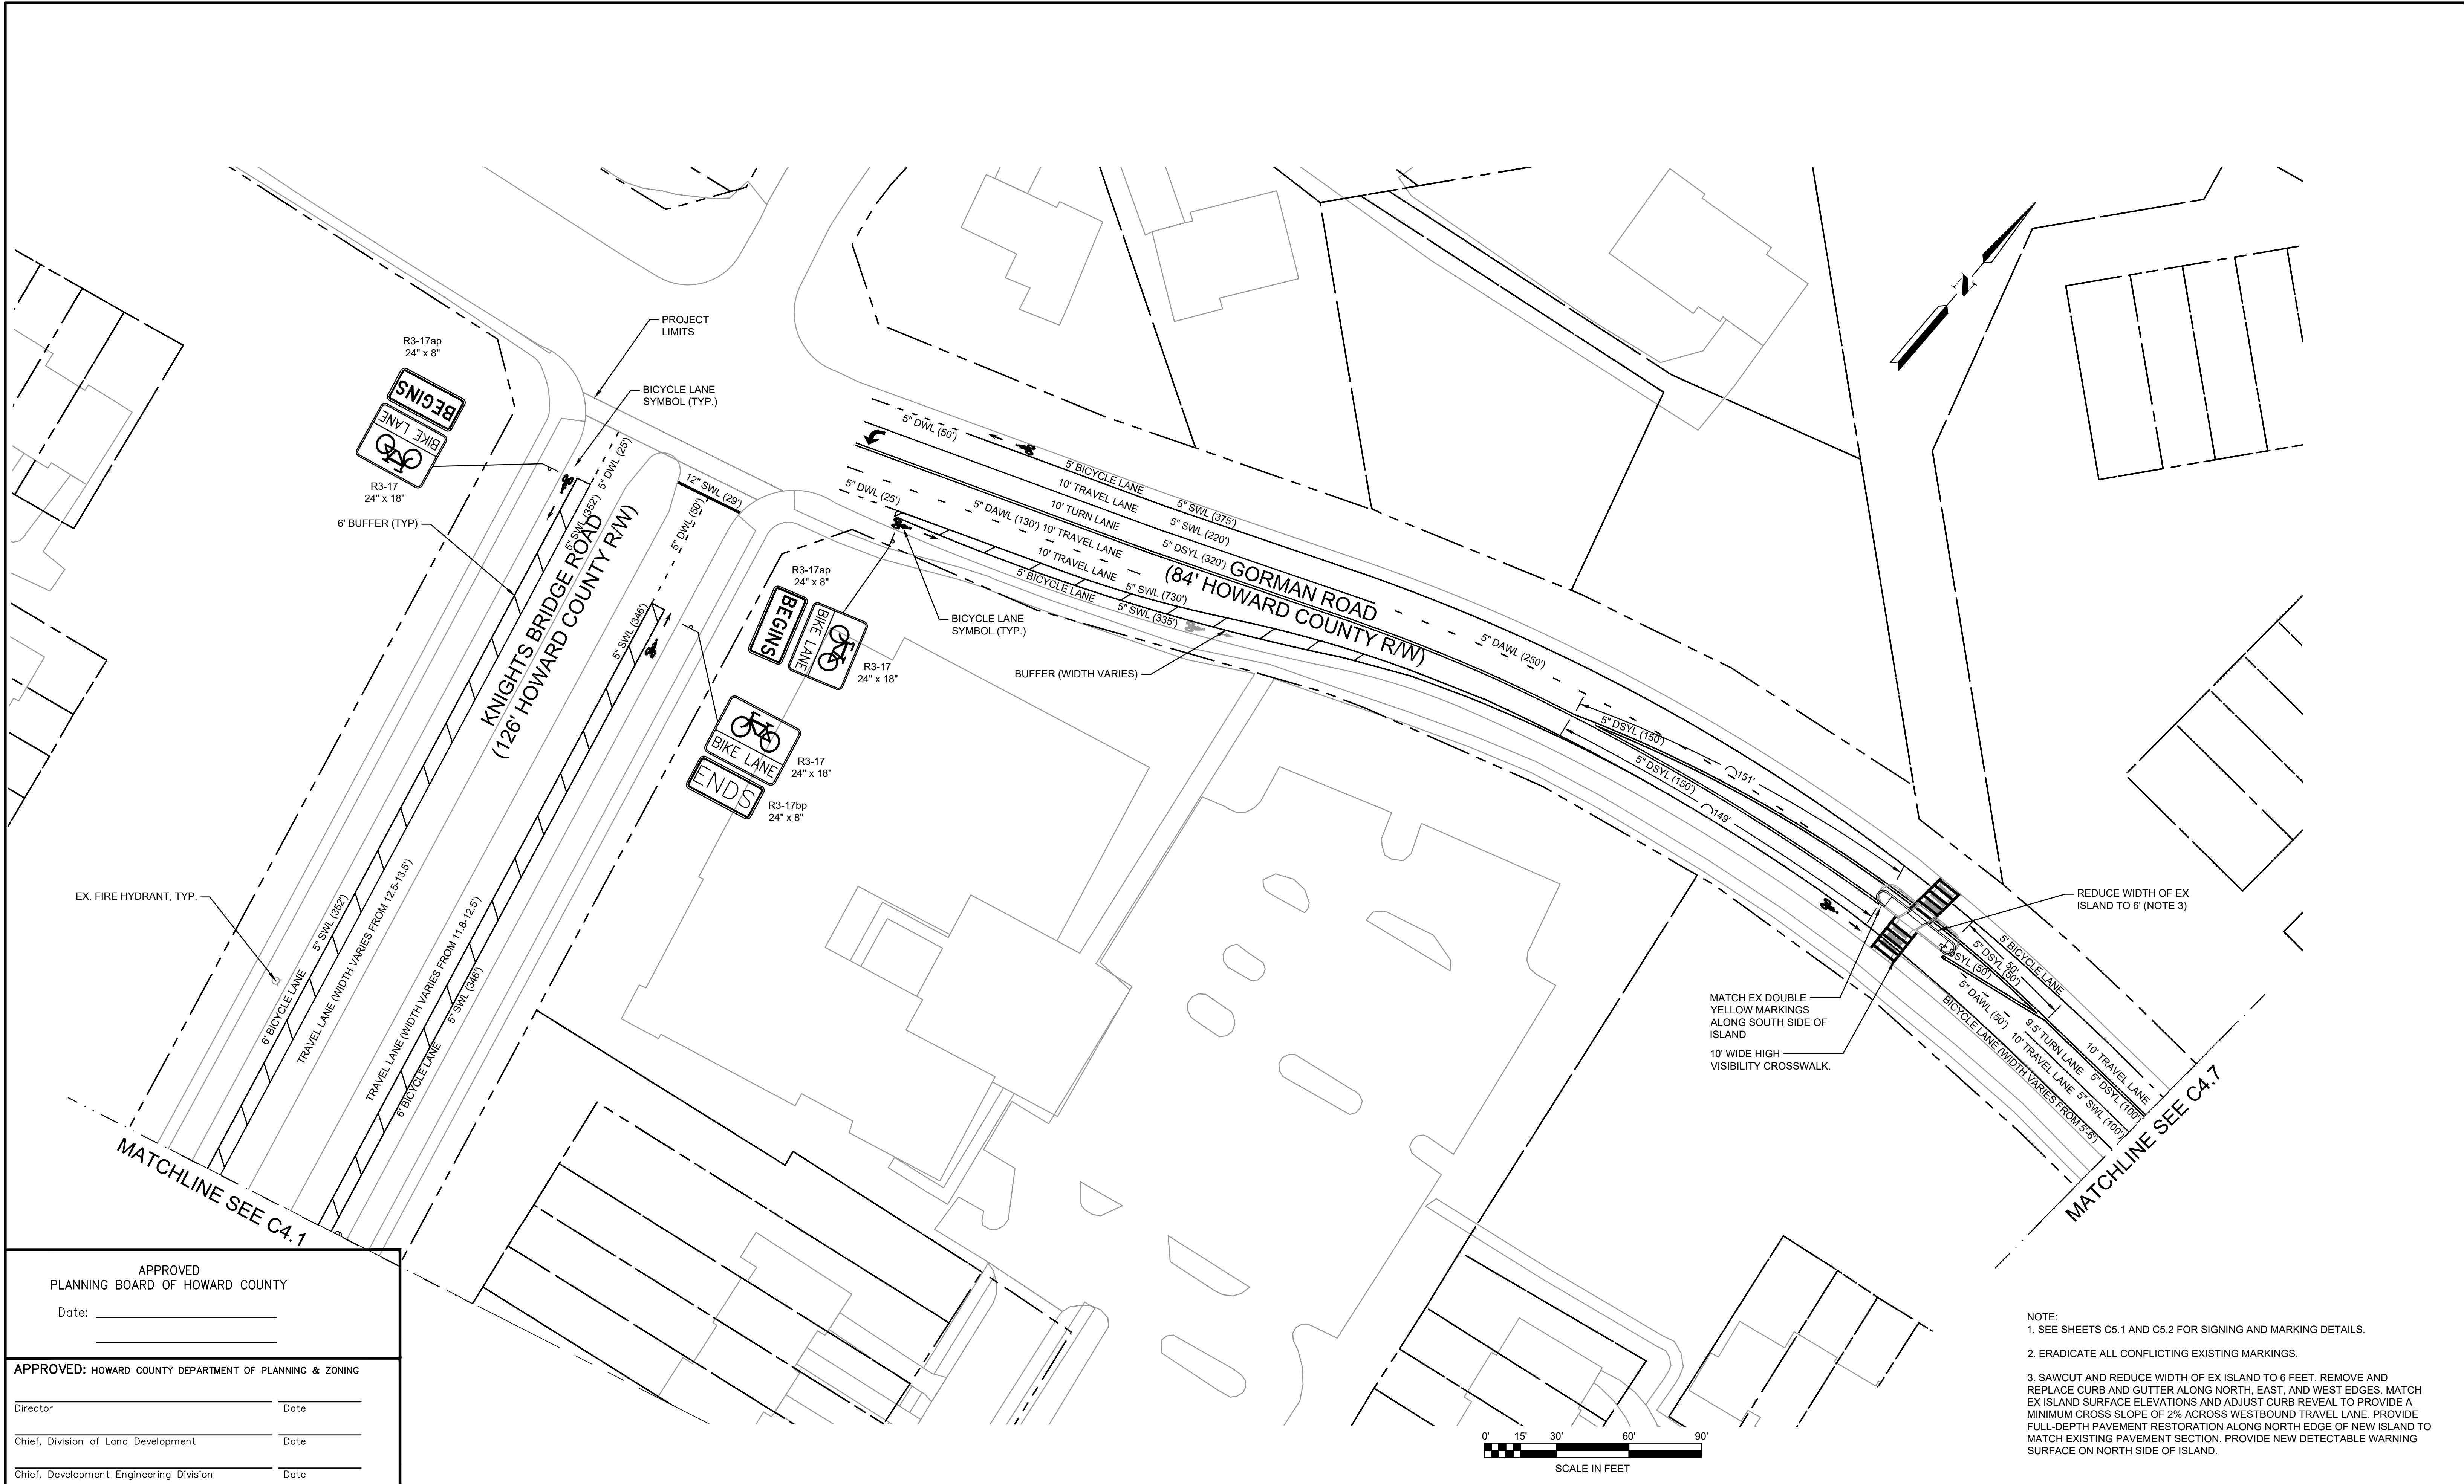 PROJECT
LIMITS
R3-17ap
24" x 8"
BEGINS
BIKE LANE
R3-17
24" x 18"
BICYCLE LANE
SYMBOL (TYP.)
6' BUFFER (TYP)
5" DWL (25')
5" SWL (352')
KNIGHTS BRIDGE ROAD
(126' HOWARD COUNTY R/W)
12" SWL (29')
5" DWL (50')
5" SWL (346')
5" DWL (50')
5' BICYCLE LANE
5" SWL (375')
10' TRAVEL LANE
5" SWL (220')
10' TURN LANE
5" DSYL (320')
GORMAN ROAD
(84' HOWARD COUNTY R/W)
5" DWL (25')
5" DAWL (130')
10' TRAVEL LANE
10' TRAVEL LANE
5" SWL (730')
5' BICYCLE LANE
5" SWL (335')
R3-17ap
24" x 8"
BEGINS
BIKE LANE
R3-17
24" x 18"
BICYCLE LANE
SYMBOL (TYP.)
BUFFER (WIDTH VARIES)
BIKE LANE
R3-17
24" x 18"
ENDS
R3-17bp
24" x 8"
5" DAWL (250')
5" DSYL (150')
151'
5" DSYL (150')
149'
EX. FIRE HYDRANT, TYP.
5" SWL (352')
6' BICYCLE LANE
TRAVEL LANE (WIDTH VARIES FROM 12.5-13.5')
TRAVEL LANE (WIDTH VARIES FROM 11.8-12.5')
5" SWL (346')
6' BICYCLE LANE
REDUCE WIDTH OF EX
ISLAND TO 6' (NOTE 3)
5' BICYCLE LANE
50'
5" DSYL (50')
SYL (50')
5" DAWL (50')
9.5' TURN LANE
10' TRAVEL LANE
5" DSYL (100')
10' TRAVEL LANE
5" SWL (100')
BICYCLE LANE (WIDTH VARIES FROM 5'-6')
MATCH EX DOUBLE
YELLOW MARKINGS
ALONG SOUTH SIDE OF
ISLAND
10' WIDE HIGH
VISIBILITY CROSSWALK.
N
MATCHLINE SEE C4.1
MATCHLINE SEE C4.7
APPROVED
PLANNING BOARD OF HOWARD COUNTY
Date:
APPROVED: HOWARD COUNTY DEPARTMENT OF PLANNING & ZONING
Director Date
Chief, Division of Land Development Date
Chief, Development Engineering Division Date
0' 15' 30' 60' 90'
SCALE IN FEET
NOTE:
1. SEE SHEETS C5.1 AND C5.2 FOR SIGNING AND MARKING DETAILS.
2. ERADICATE ALL CONFLICTING EXISTING MARKINGS.
3. SAWCUT AND REDUCE WIDTH OF EX ISLAND TO 6 FEET. REMOVE AND
REPLACE CURB AND GUTTER ALONG NORTH, EAST, AND WEST EDGES. MATCH
EX ISLAND SURFACE ELEVATIONS AND ADJUST CURB REVEAL TO PROVIDE A
MINIMUM CROSS SLOPE OF 2% ACROSS WESTBOUND TRAVEL LANE. PROVIDE
FULL-DEPTH PAVEMENT RESTORATION ALONG NORTH EDGE OF NEW ISLAND TO
MATCH EXISTING PAVEMENT SECTION. PROVIDE NEW DETECTABLE WARNING
SURFACE ON NORTH SIDE OF ISLAND.